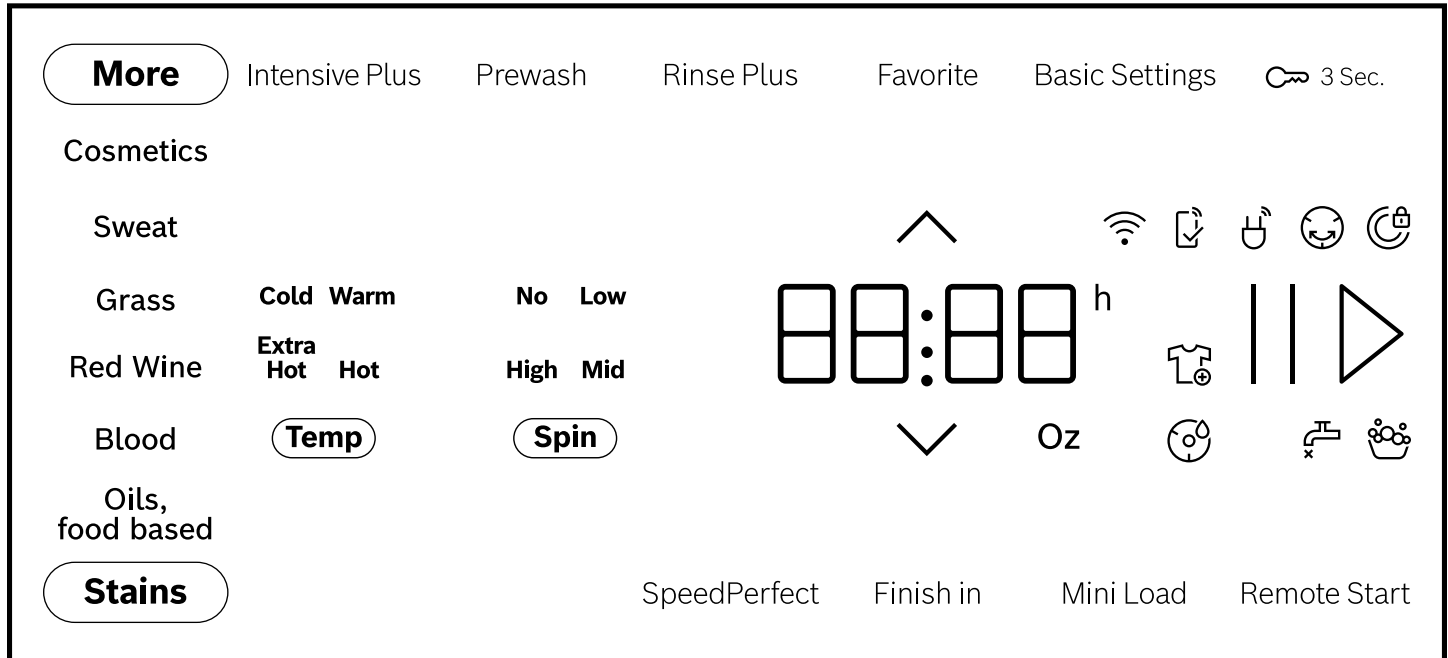 More Intensive Plus Prewash Rinse Plus Favorite Basic Settings 3 Sec.
Cosmetics
Sweat
Grass Cold Warm No Low 88:88 h
Extra
Red Wine Hot Hot High Mid
Blood Temp Spin Oz
Oils,
food based
Stains SpeedPerfect Finish in Mini Load Remote Start